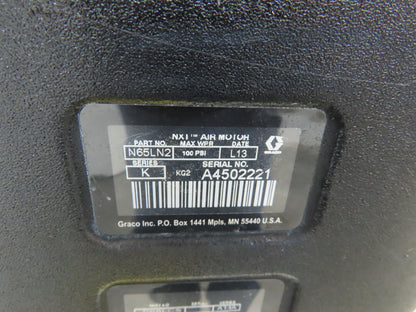 NXT™ AIR MOTOR
PART NO. MAX WPR DATE
N65LN2 100 PSI L13
SERIES SERIAL NO.
K KG2 A4502221
GRACO
Graco Inc. P.O. Box 1441 Mpls, MN 55440 U.S.A.